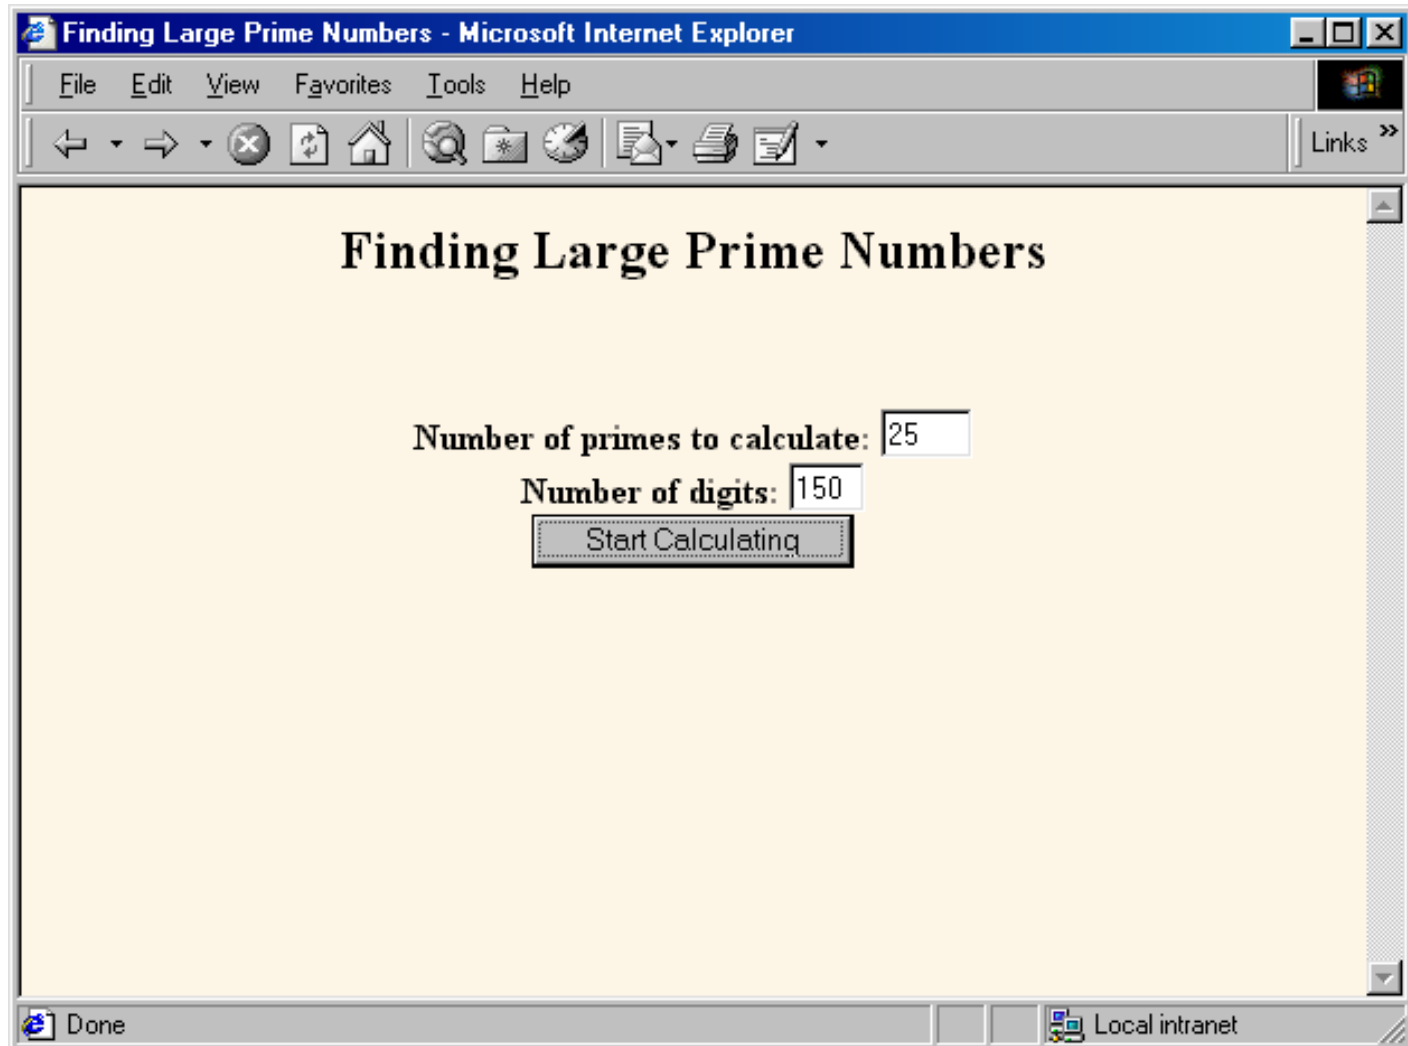 Finding Large Prime Numbers - Microsoft Internet Explorer
File Edit View Favorites Tools Help
Links »
Finding Large Prime Numbers
Number of primes to calculate: 25
Number of digits: 150
Start Calculating
Done Local intranet